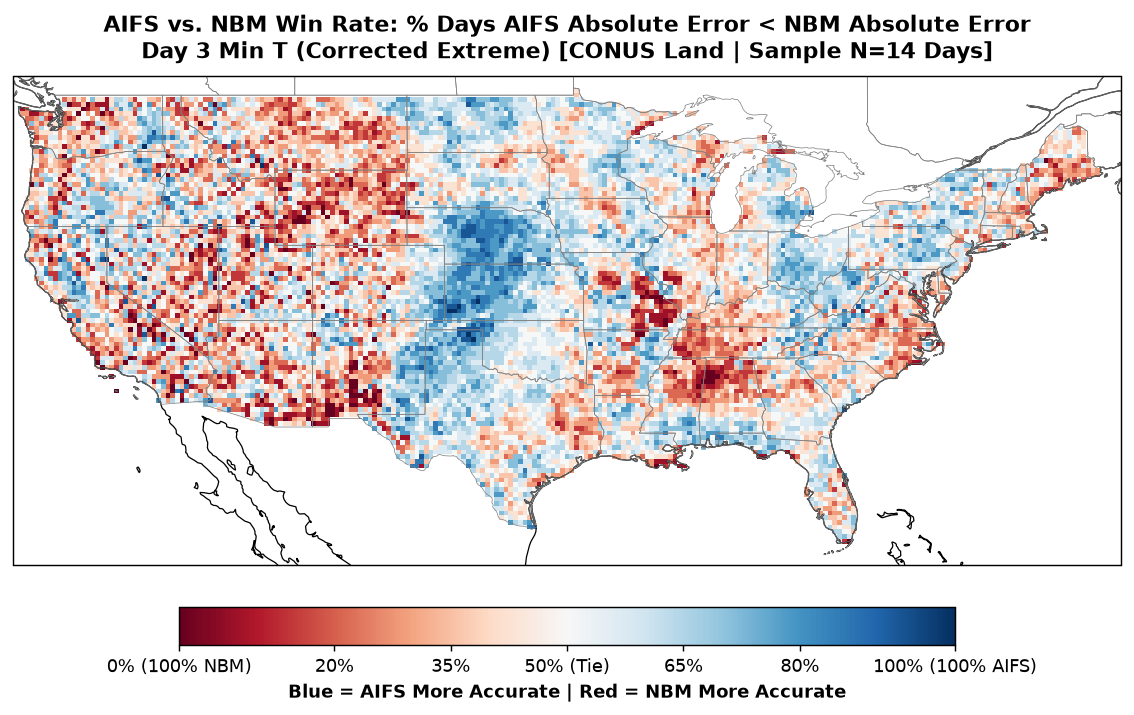 AIFS vs. NBM Win Rate: % Days AIFS Absolute Error < NBM Absolute Error
Day 3 Min T (Corrected Extreme) [CONUS Land | Sample N=14 Days]
0% (100% NBM) 20% 35% 50% (Tie) 65% 80% 100% (100% AIFS)
Blue = AIFS More Accurate | Red = NBM More Accurate